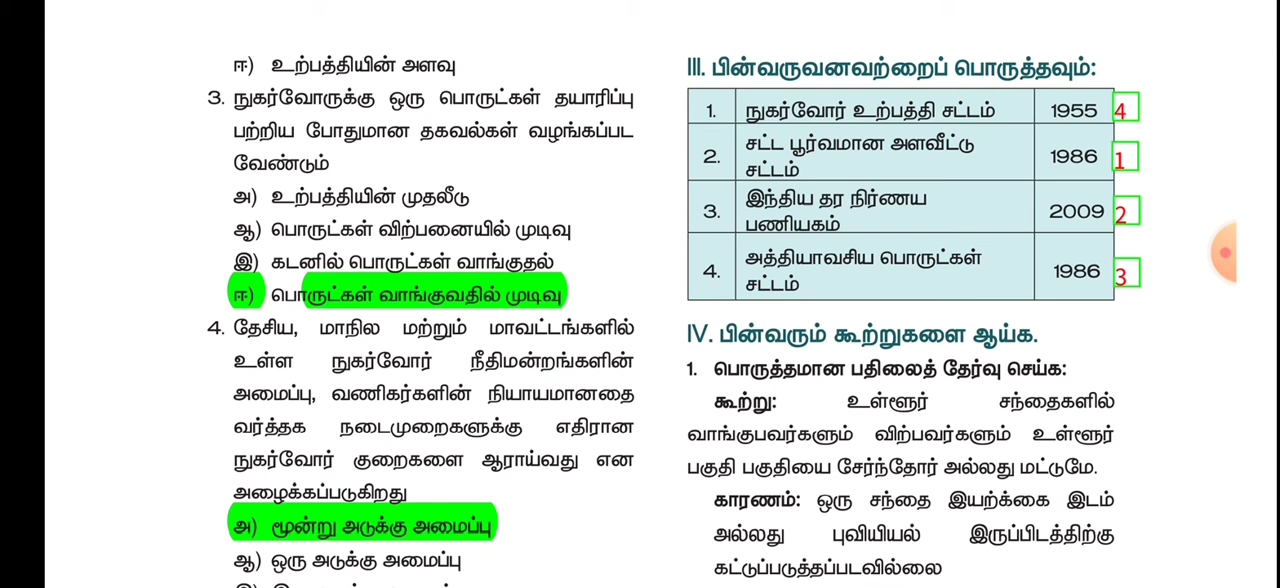 ஈ) உற்பத்தியின் அளவு
3. நுகர்வோருக்கு ஒரு பொருட்கள் தயாரிப்பு
பற்றிய போதுமான தகவல்கள் வழங்கப்பட
வேண்டும்
அ) உற்பத்தியின் முதலீடு
ஆ) பொருட்கள் விற்பனையில் முடிவு
இ) கடனில் பொருட்கள் வாங்குதல்
ஈ) பொருட்கள் வாங்குவதில் முடிவு
4. தேசிய, மாநில மற்றும் மாவட்டங்களில்
உள்ள நுகர்வோர் நீதிமன்றங்களின்
அமைப்பு, வணிகர்களின் நியாயமானதை
வர்த்தக நடைமுறைகளுக்கு எதிரான
நுகர்வோர் குறைகளை ஆராய்வது என
அழைக்கப்படுகிறது
அ) மூன்று அடுக்கு அமைப்பு
ஆ) ஒரு அடுக்கு அமைப்பு
III. பின்வருவனவற்றைப் பொருத்தவும்:
1. நுகர்வோர் உற்பத்தி சட்டம் 1955 4
2. சட்ட பூர்வமான அளவீட்டு
சட்டம் 1986 1
3. இந்திய தர நிர்ணய
பணியகம் 2009 2
4. அத்தியாவசிய பொருட்கள்
சட்டம் 1986 3
IV. பின்வரும் கூற்றுகளை ஆய்க.
1. பொருத்தமான பதிலைத் தேர்வு செய்க:
கூற்று: உள்ளூர் சந்தைகளில்
வாங்குபவர்களும் விற்பவர்களும் உள்ளூர்
பகுதி பகுதியை சேர்ந்தோர் அல்லது மட்டுமே.
காரணம்: ஒரு சந்தை இயற்க்கை இடம்
அல்லது புவியியல் இருப்பிடத்திற்கு
கட்டுப்படுத்தப்படவில்லை